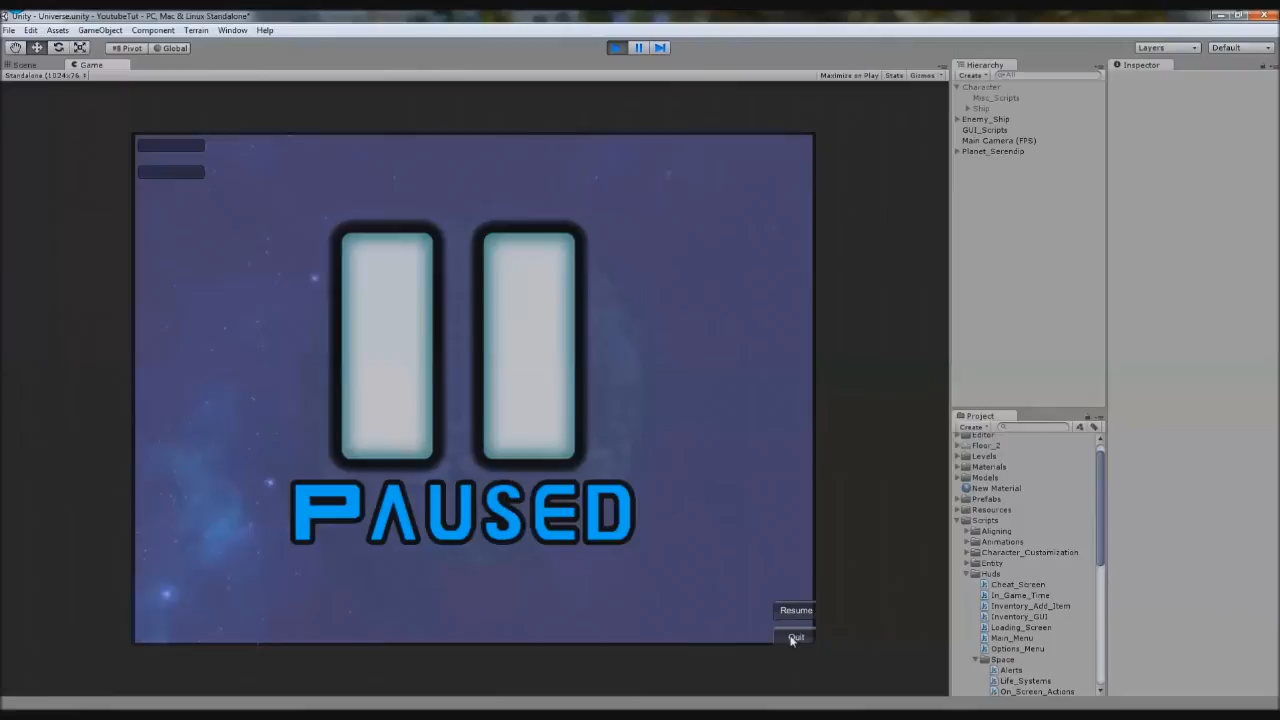 Unity - Universe.unity - YoutubeTut - PC, Mac & Linux Standalone*
File Edit Assets GameObject Component Terrain Window Help
Pivot Global Layers Default
Scene Game Hierarchy Inspector
Standalone (1024x76 Maximize on Play Stats Gizmos Create All
Character
Misc_Scripts
Ship
Enemy_Ship
GUI_Scripts
Main Camera (FPS)
Planet_Serendip
PAUSED
Resume
Quit
Project
Create
Editor
Floor_2
Levels
Materials
Models
New Material
Prefabs
Resources
Scripts
Aligning
Animations
Character_Customization
Entity
Huds
Cheat_Screen
In_Game_Time
Inventory_Add_Item
Inventory_GUI
Loading_Screen
Main_Menu
Options_Menu
Space
Alerts
Life_Systems
On_Screen_Actions